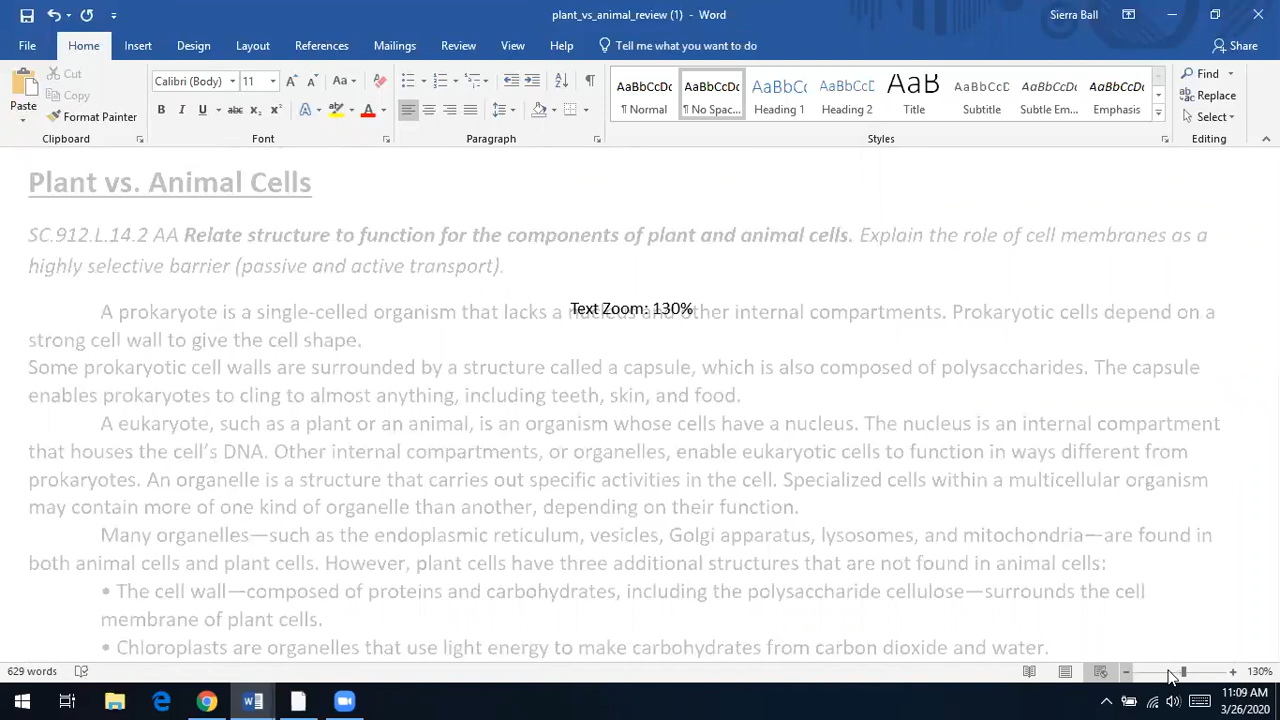 plant_vs_animal_review (1) - Word
Sierra Ball
File Home Insert Design Layout References Mailings Review View Help Tell me what you want to do Share
Paste
Cut
Copy
Format Painter
Clipboard
Calibri (Body) 11
Font
Paragraph
AaBbCcDc AaBbCcDc AaBbCc AaBbCcD AaB AaBbCcD AaBbCcDc AaBbCcDc
¶ Normal ¶ No Spac... Heading 1 Heading 2 Title Subtitle Subtle Em... Emphasis
Styles
Find
Replace
Select
Editing
Plant vs. Animal Cells
SC.912.L.14.2 AA Relate structure to function for the components of plant and animal cells. Explain the role of cell membranes as a
highly selective barrier (passive and active transport).
Text Zoom: 130%
A prokaryote is a single-celled organism that lacks a nucleus and other internal compartments. Prokaryotic cells depend on a
strong cell wall to give the cell shape.
Some prokaryotic cell walls are surrounded by a structure called a capsule, which is also composed of polysaccharides. The capsule
enables prokaryotes to cling to almost anything, including teeth, skin, and food.
A eukaryote, such as a plant or an animal, is an organism whose cells have a nucleus. The nucleus is an internal compartment
that houses the cell’s DNA. Other internal compartments, or organelles, enable eukaryotic cells to function in ways different from
prokaryotes. An organelle is a structure that carries out specific activities in the cell. Specialized cells within a multicellular organism
may contain more of one kind of organelle than another, depending on their function.
Many organelles—such as the endoplasmic reticulum, vesicles, Golgi apparatus, lysosomes, and mitochondria—are found in
both animal cells and plant cells. However, plant cells have three additional structures that are not found in animal cells:
• The cell wall—composed of proteins and carbohydrates, including the polysaccharide cellulose—surrounds the cell
membrane of plant cells.
• Chloroplasts are organelles that use light energy to make carbohydrates from carbon dioxide and water.
629 words
130%
11:09 AM
3/26/2020